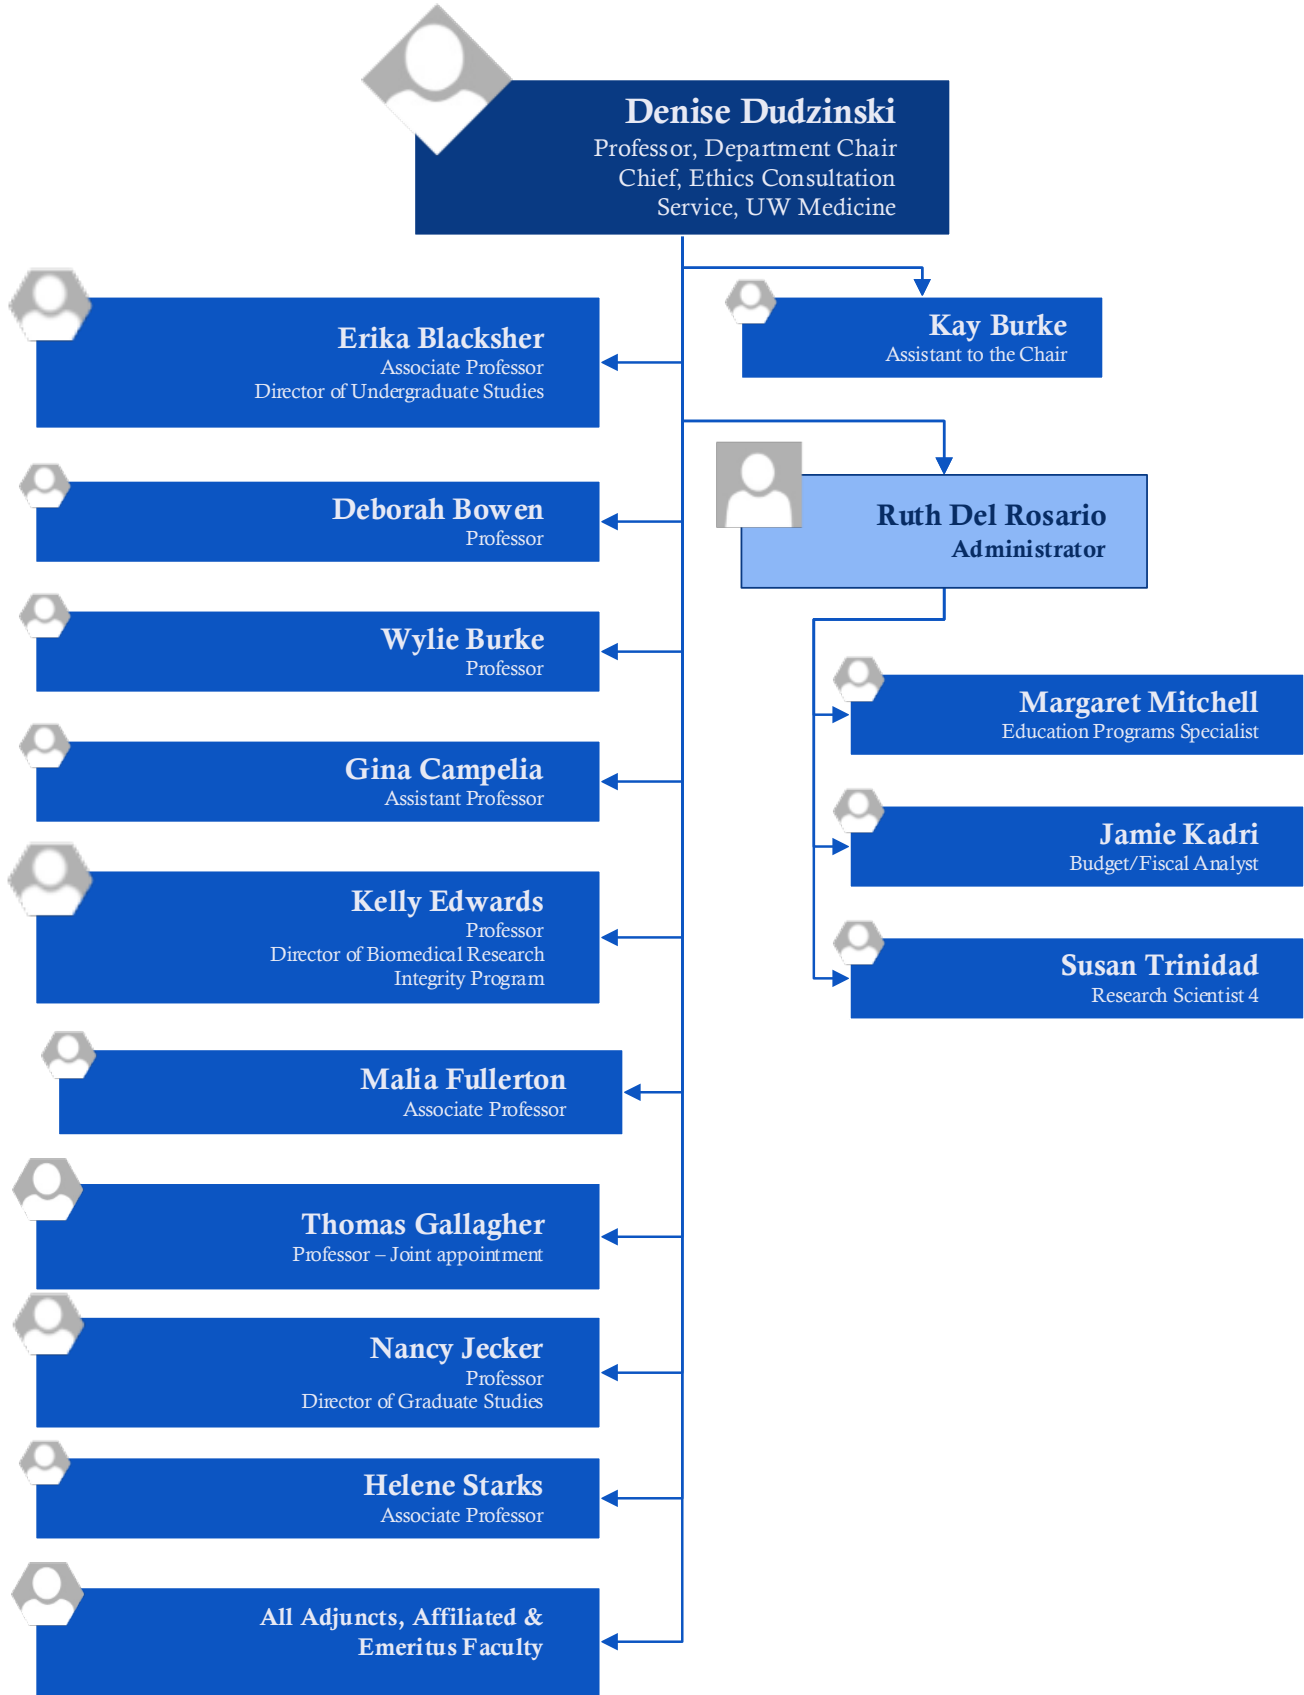 Denise Dudzinski
Professor, Department Chair
Chief, Ethics Consultation
Service, UW Medicine
Erika Blacksher
Associate Professor
Director of Undergraduate Studies
Kay Burke
Assistant to the Chair
Deborah Bowen
Professor
Ruth Del Rosario
Administrator
Wylie Burke
Professor
Margaret Mitchell
Education Programs Specialist
Gina Campelia
Assistant Professor
Jamie Kadri
Budget/Fiscal Analyst
Kelly Edwards
Professor
Director of Biomedical Research
Integrity Program
Susan Trinidad
Research Scientist 4
Malia Fullerton
Associate Professor
Thomas Gallagher
Professor – Joint appointment
Nancy Jecker
Professor
Director of Graduate Studies
Helene Starks
Associate Professor
All Adjuncts, Affiliated &
Emeritus Faculty